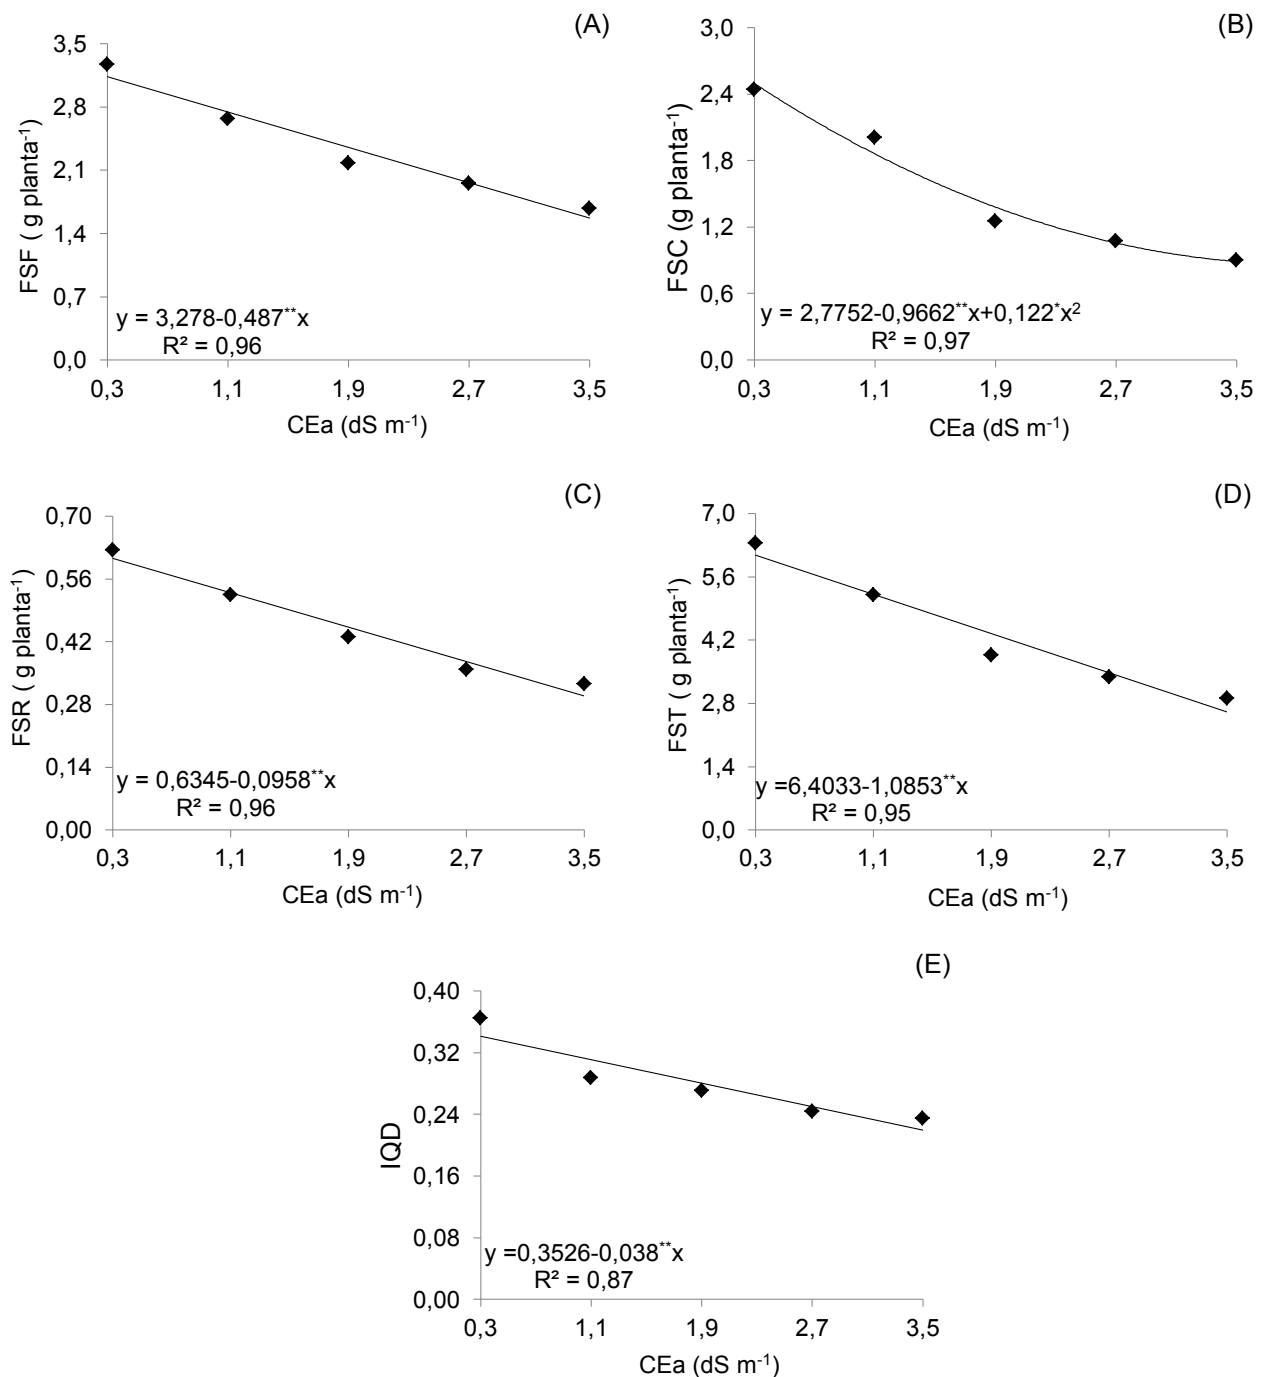 (A)
3,5
2,8
2,1
1,4
0,7
0,0
FSF ( g planta⁻¹)
y = 3,278-0,487**x
R² = 0,96
0,3 1,1 1,9 2,7 3,5
CEa (dS m⁻¹)
(B)
3,0
2,4
1,8
1,2
0,6
0,0
FSC (g planta⁻¹)
y = 2,7752-0,9662**x+0,122*x²
R² = 0,97
0,3 1,1 1,9 2,7 3,5
CEa (dS m⁻¹)
(C)
0,70
0,56
0,42
0,28
0,14
0,00
FSR ( g planta⁻¹)
y = 0,6345-0,0958**x
R² = 0,96
0,3 1,1 1,9 2,7 3,5
CEa (dS m⁻¹)
(D)
7,0
5,6
4,2
2,8
1,4
0,0
FST ( g planta⁻¹)
y =6,4033-1,0853**x
R² = 0,95
0,3 1,1 1,9 2,7 3,5
CEa (dS m⁻¹)
(E)
0,40
0,32
0,24
0,16
0,08
0,00
IQD
y =0,3526-0,038**x
R² = 0,87
0,3 1,1 1,9 2,7 3,5
CEa (dS m⁻¹)